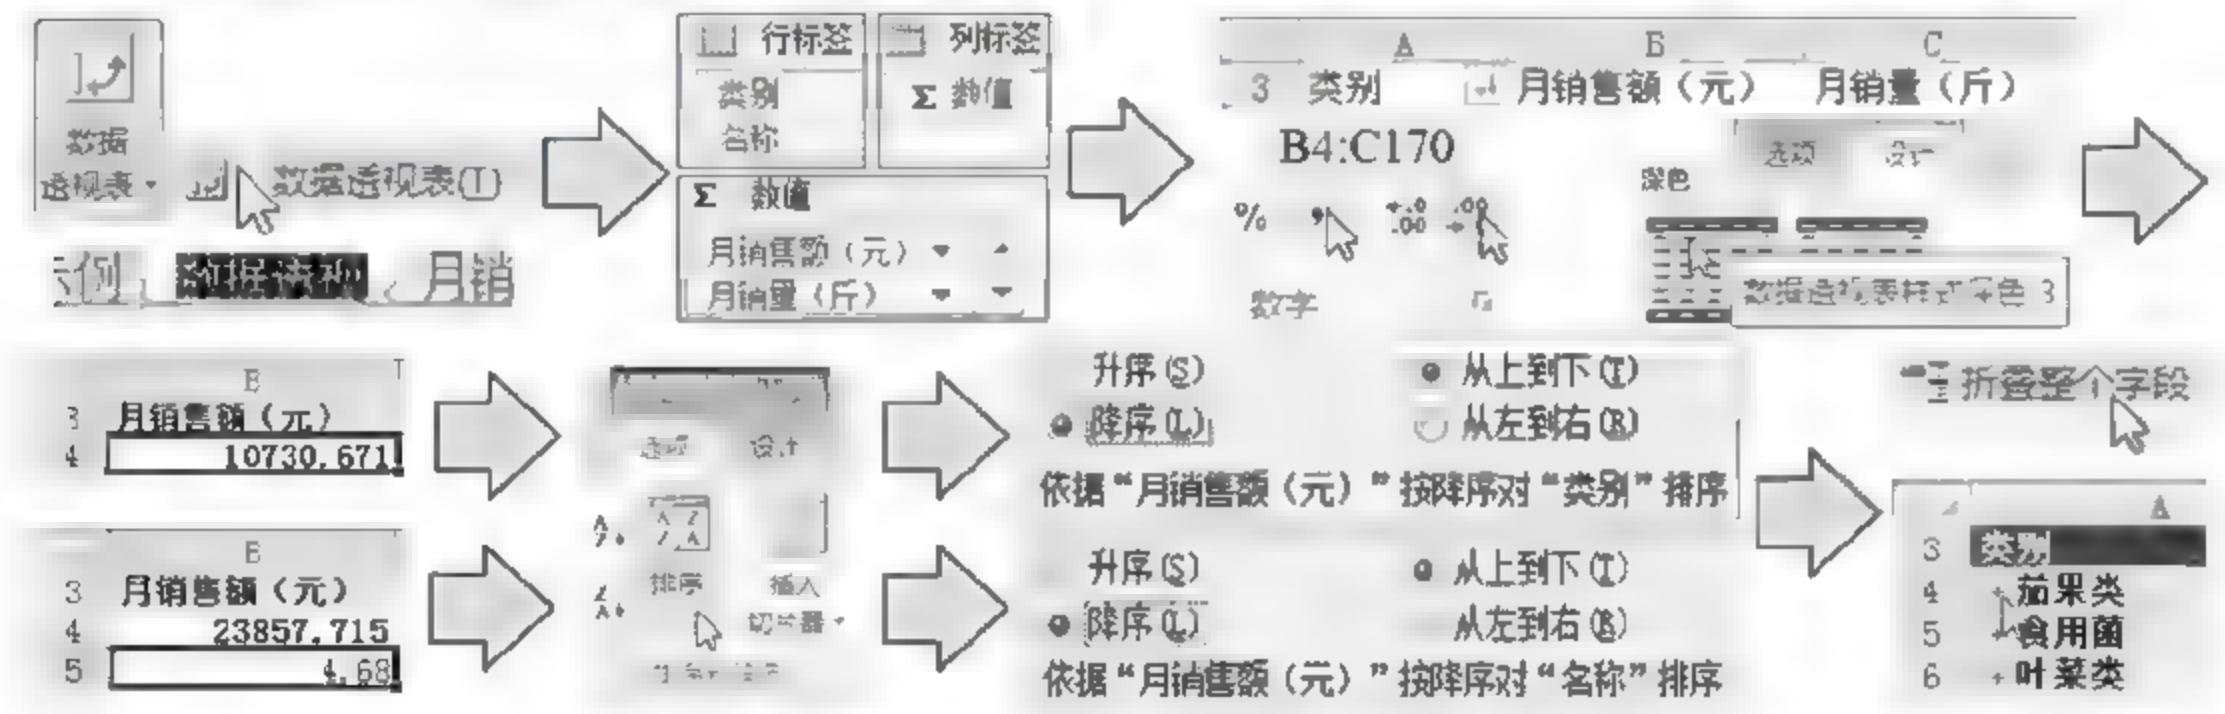 数据
透视表
数据透视表(T)
例
月销
行标签
列标签
类别
名称
Σ 数值
Σ 数值
月销售额（元）
月销量（斤）
A B C
3 类别 月销售额（元） 月销量（斤）
B4:C170
% , .00
数字
选项 设计
深色
数据透视表样式深色 3
B
3 月销售额（元）
4 10730.671
选项 设计
排序
插入
切片器
升序(S)
降序(L)
从上到下(T)
从左到右(R)
依据“月销售额（元）”按降序对“类别”排序
B
3 月销售额（元）
4 23857.715
5 4.68
升序(S)
降序(L)
从上到下(T)
从左到右(R)
依据“月销售额（元）”按降序对“名称”排序
折叠整个字段
A
3 类别
4 茄果类
5 食用菌
6 叶菜类